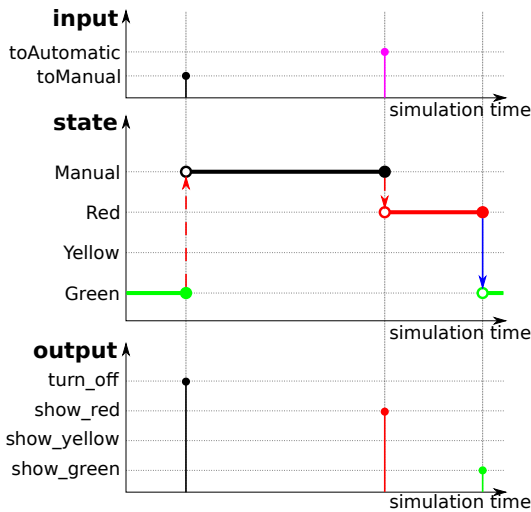 input
toAutomatic
toManual
simulation time
state
Manual
Red
Yellow
Green
simulation time
output
turn_off
show_red
show_yellow
show_green
simulation time